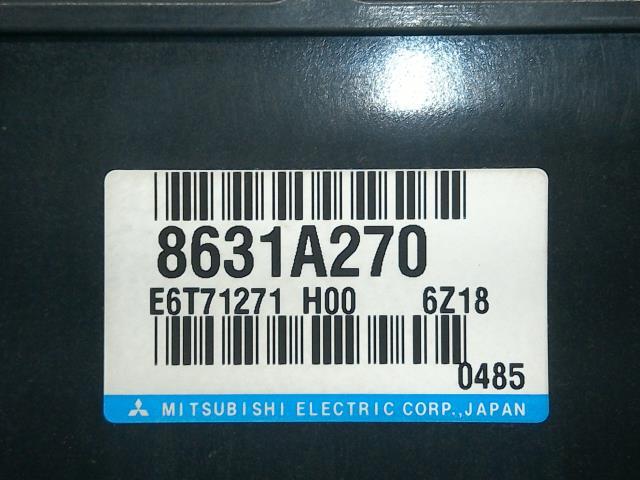 8631A270
E6T71271 H00 6Z18
0485
MITSUBISHI ELECTRIC CORP.,JAPAN